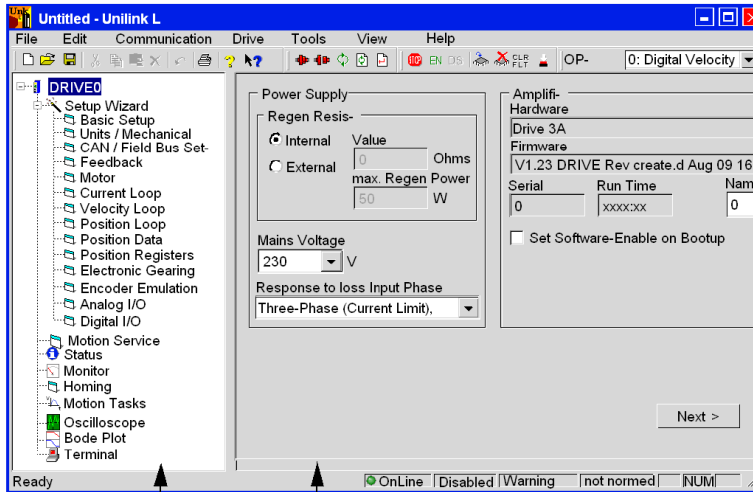 Untitled - Unilink L
File Edit Communication Drive Tools View Help
STOP EN DS CLR FLT OP- 0: Digital Velocity
DRIVE0
Setup Wizard
Basic Setup
Units / Mechanical
CAN / Field Bus Set-
Feedback
Motor
Current Loop
Velocity Loop
Position Loop
Position Data
Position Registers
Electronic Gearing
Encoder Emulation
Analog I/O
Digital I/O
Motion Service
Status
Monitor
Homing
Motion Tasks
Oscilloscope
Bode Plot
Terminal
Power Supply
Regen Resis-
Internal Value
0 Ohms
External
max. Regen Power
50 W
Mains Voltage
230 V
Response to loss Input Phase
Three-Phase (Current Limit),
Amplifi-
Hardware
Drive 3A
Firmware
V1.23 DRIVE Rev create.d Aug 09 16
Serial Run Time Nam
0 xxxx:xx 0
Set Software-Enable on Bootup
Next >
Ready OnLine Disabled Warning not normed NUM